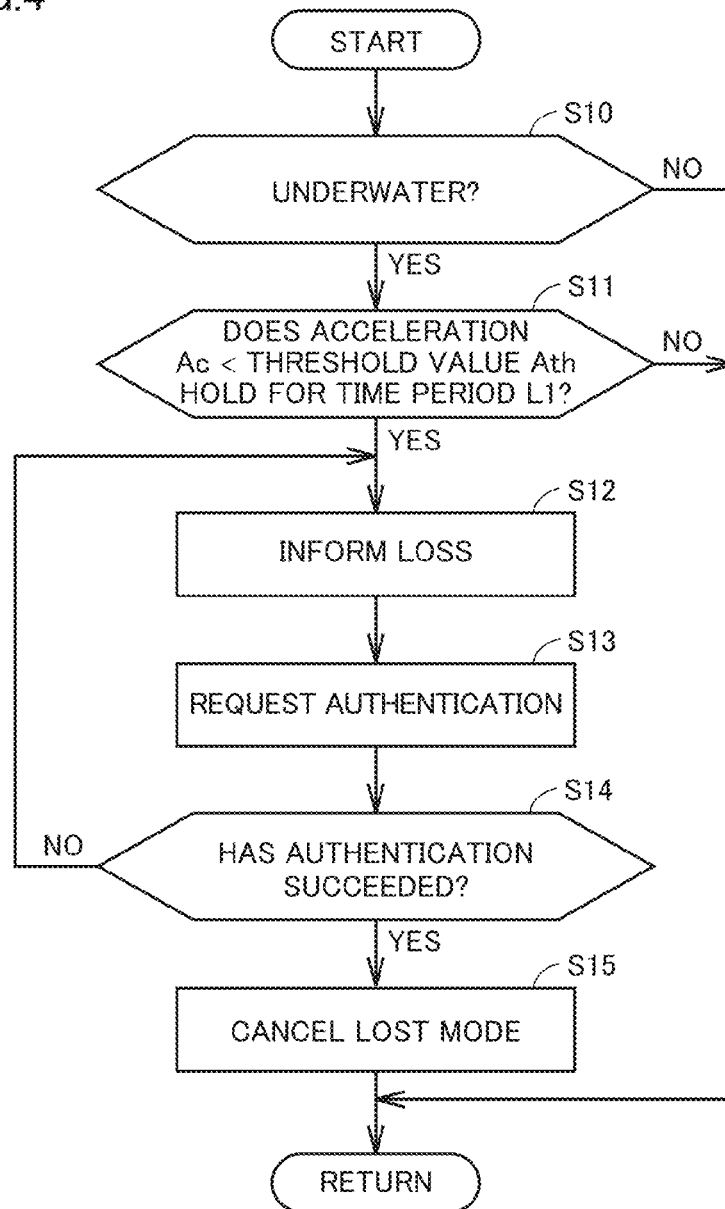 START
S10
UNDERWATER?
NO
YES
S11
DOES ACCELERATION
Ac < THRESHOLD VALUE Ath
HOLD FOR TIME PERIOD L1?
NO
YES
S12
INFORM LOSS
S13
REQUEST AUTHENTICATION
S14
HAS AUTHENTICATION
SUCCEEDED?
NO
YES
S15
CANCEL LOST MODE
RETURN